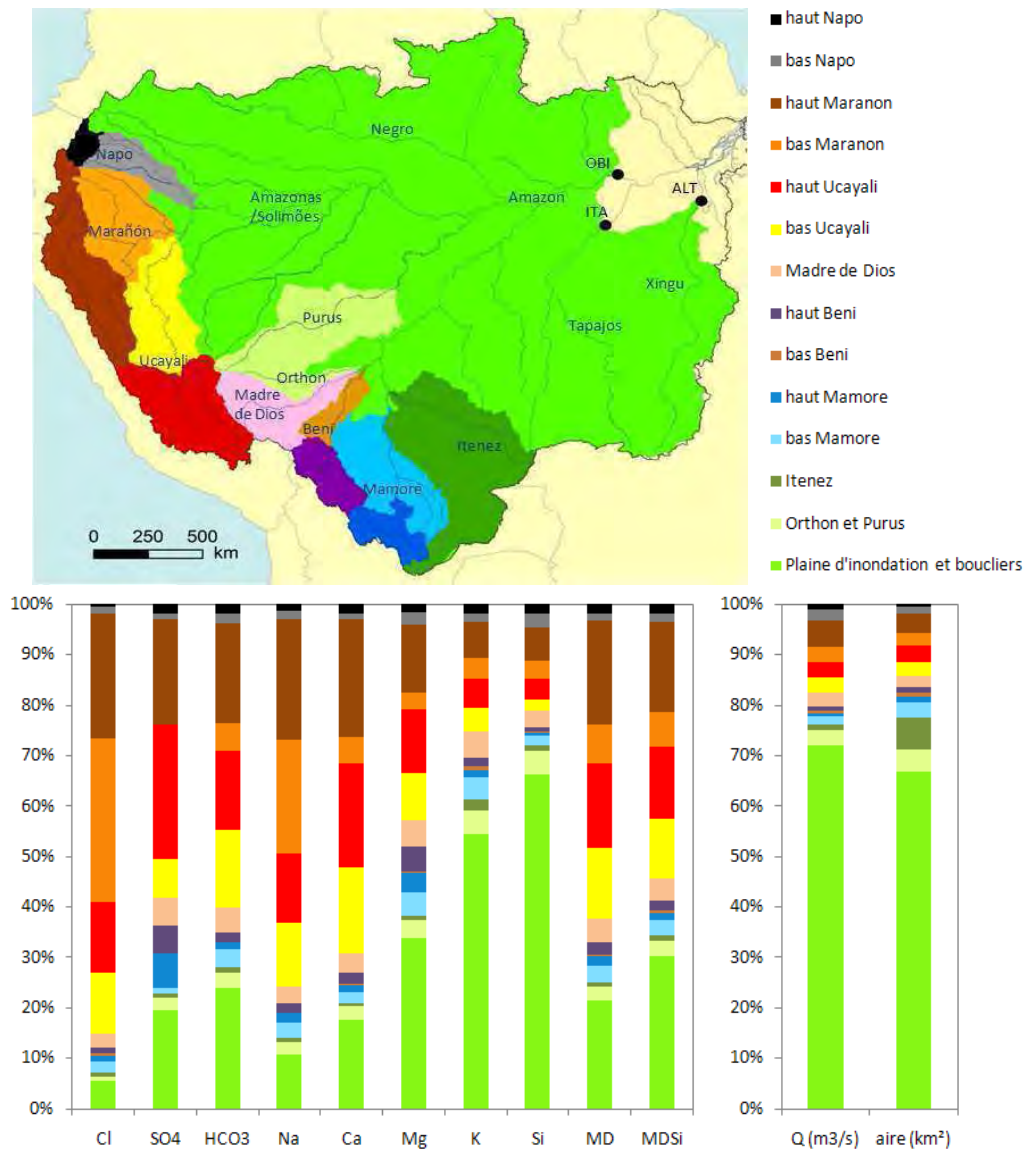 haut Napo
bas Napo
haut Maranon
bas Maranon
haut Ucayali
bas Ucayali
Madre de Dios
haut Beni
bas Beni
haut Mamore
bas Mamore
Itenez
Orthon et Purus
Plaine d'inondation et boucliers
Negro
Napo
OBI
Amazonas
/Solimões
Amazon
ALT
ITA
Marañón
Xingu
Purus
Tapajos
Ucayali
Orthon
Madre
de Dios
Beni
Itenez
Mamoré
0 250 500
km
100% 100%
90% 90%
80% 80%
70% 70%
60% 60%
50% 50%
40% 40%
30% 30%
20% 20%
10% 10%
0% 0%
Cl SO4 HCO3 Na Ca Mg K Si MD MDSi Q (m3/s) aire (km²)